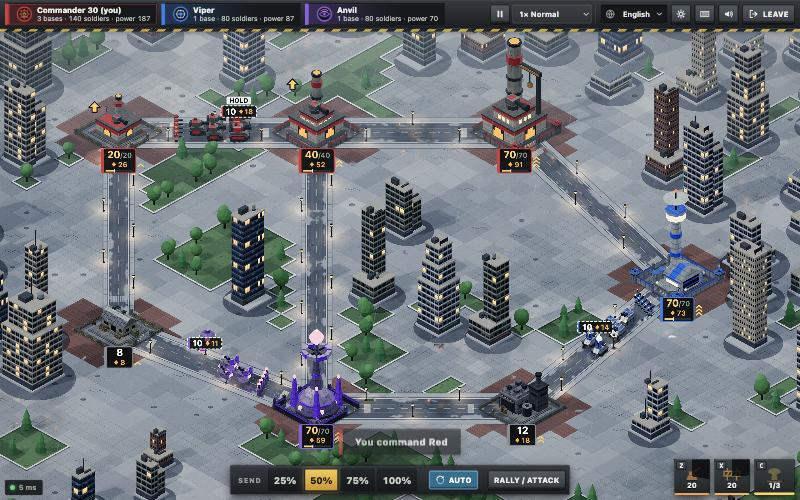 Commander 30 (you)
3 bases · 140 soldiers · power 187
Viper
1 base · 80 soldiers · power 87
Anvil
1 base · 80 soldiers · power 70
1x Normal
English
LEAVE
HOLD
10 18
20/20
26
40/40
52
70/70
91
70/70
73
10 14
10 11
8
8
70/70
59
12
18
You command Red
SEND
25%
50%
75%
100%
AUTO
RALLY / ATTACK
Z
20
X
20
C
1/3
5 ms